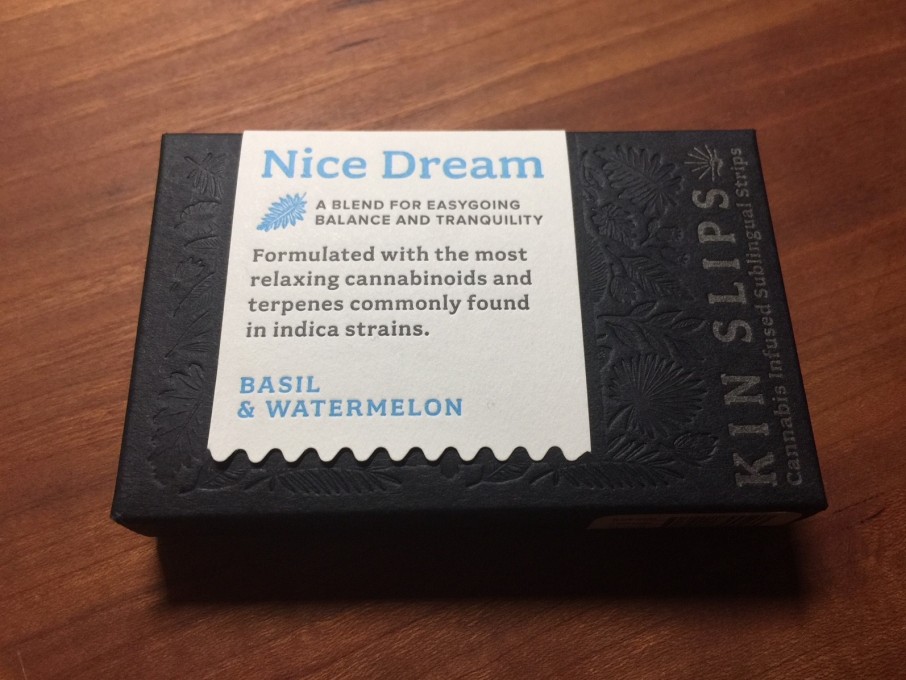 Nice Dream
A BLEND FOR EASYGOING
BALANCE AND TRANQUILITY
Formulated with the most
relaxing cannabinoids and
terpenes commonly found
in indica strains.
BASIL
& WATERMELON
KIN SLIPS
Cannabis Infused Sublingual Strips